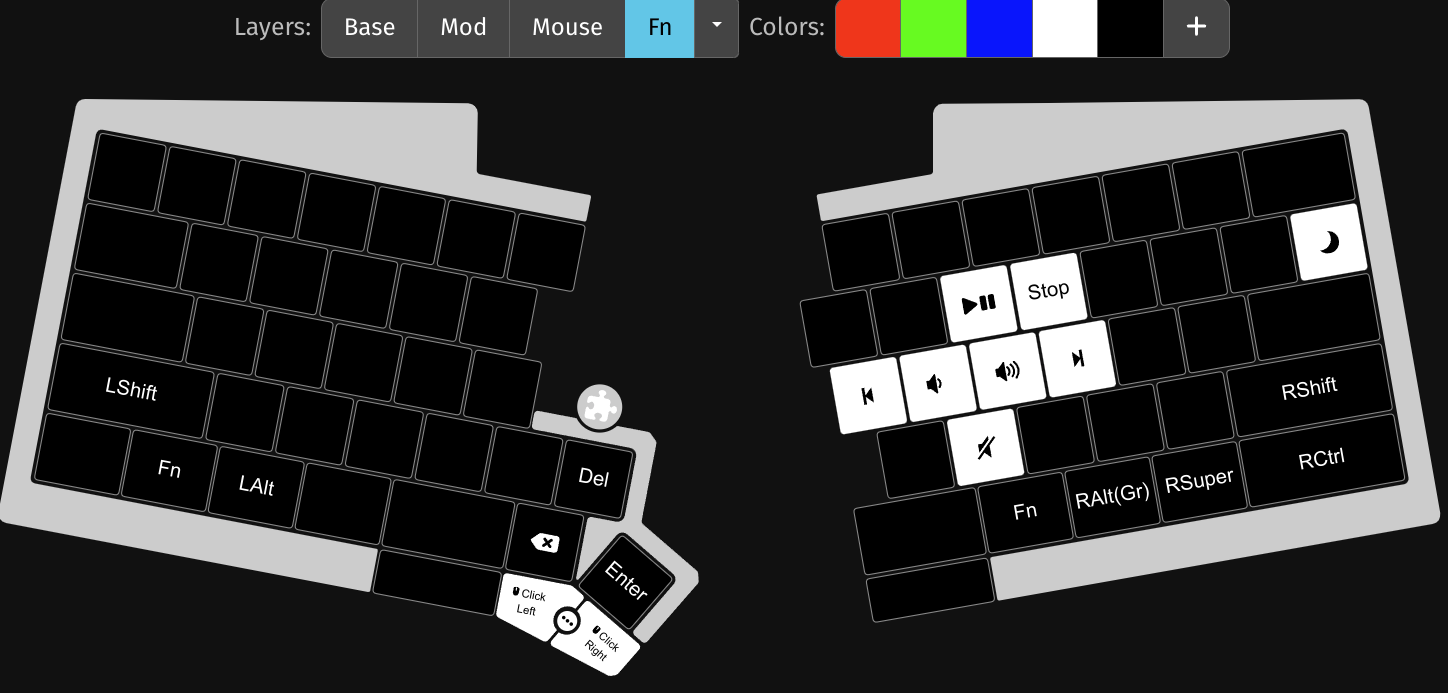 Layers: Base Mod Mouse Fn Colors: +
Stop
LShift
RShift
Fn
LAlt
Del
Fn
RAlt(Gr)
RSuper
RCtrl
Enter
Click
Left
Click
Right